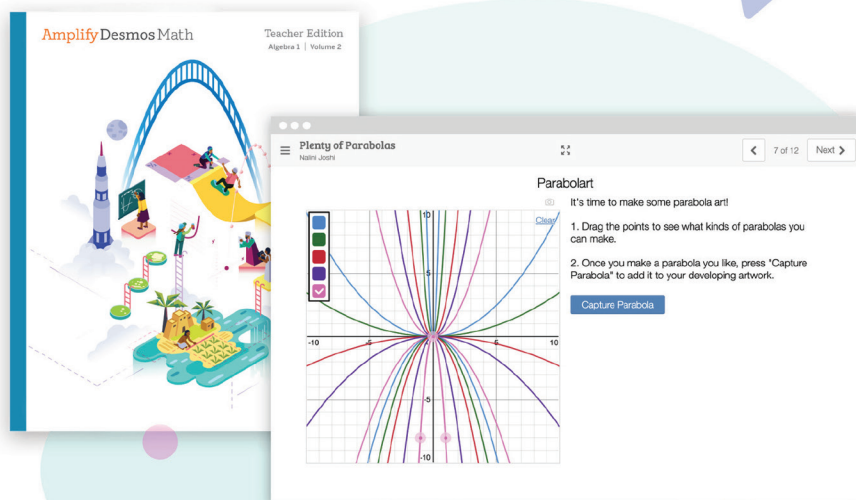 Amplify Desmos Math
Teacher Edition
Algebra 1 | Volume 2
Plenty of Parabolas
Nalini Joshi
7 of 12
Next
Parabolart
Clear
It's time to make some parabola art!
1. Drag the points to see what kinds of parabolas you
can make.
2. Once you make a parabola you like, press "Capture
Parabola" to add it to your developing artwork.
Capture Parabola
10
5
-10
-5
5
10
-5
-10